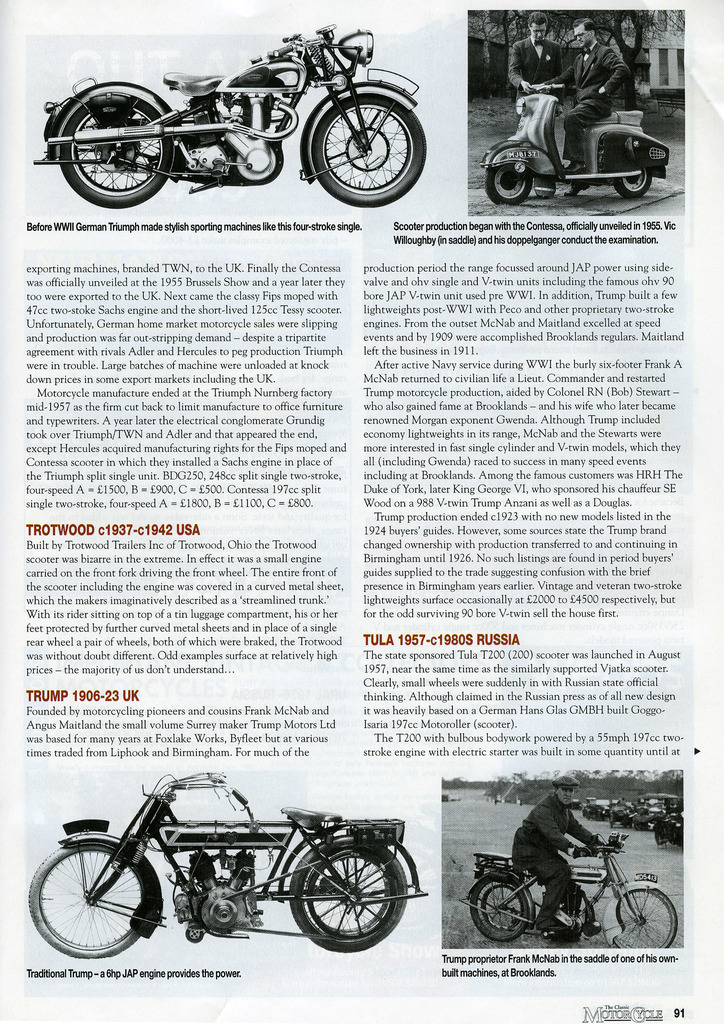 MJB 137
Before WWII German Triumph made stylish sporting machines like this four-stroke single.
Scooter production began with the Contessa, officially unveiled in 1955. Vic
Willoughby (in saddle) and his doppelganger conduct the examination.
exporting machines, branded TWN, to the UK. Finally the Contessa
was officially unveiled at the 1955 Brussels Show and a year later they
too were exported to the UK. Next came the classy Fips moped with
47cc two-stoke Sachs engine and the short-lived 125cc Tessy scooter.
Unfortunately, German home market motorcycle sales were slipping
and production was far out-stripping demand – despite a tripartite
agreement with rivals Adler and Hercules to peg production Triumph
were in trouble. Large batches of machine were unloaded at knock
down prices in some export markets including the UK.
Motorcycle manufacture ended at the Triumph Nurnberg factory
mid-1957 as the firm cut back to limit manufacture to office furniture
and typewriters. A year later the electrical conglomerate Grundig
took over Triumph/TWN and Adler and that appeared the end,
except Hercules acquired manufacturing rights for the Fips moped and
Contessa scooter in which they installed a Sachs engine in place of
the Triumph split single unit. BDG250, 248cc split single two-stroke,
four-speed A = £1500, B = £900, C = £500. Contessa 197cc split
single two-stroke, four-speed A = £1800, B = £1100, C = £800.
TROTWOOD c1937-c1942 USA
Built by Trotwood Trailers Inc of Trotwood, Ohio the Trotwood
scooter was bizarre in the extreme. In effect it was a small engine
carried on the front fork driving the front wheel. The entire front of
the scooter including the engine was covered in a curved metal sheet,
which the makers imaginatively described as a 'streamlined trunk.'
With its rider sitting on top of a tin luggage compartment, his or her
feet protected by further curved metal sheets and in place of a single
rear wheel a pair of wheels, both of which were braked, the Trotwood
was without doubt different. Odd examples surface at relatively high
prices – the majority of us don't understand...
TRUMP 1906-23 UK
Founded by motorcycling pioneers and cousins Frank McNab and
Angus Maitland the small volume Surrey maker Trump Motors Ltd
was based for many years at Foxlake Works, Byfleet but at various
times traded from Liphook and Birmingham. For much of the
production period the range focussed around JAP power using side-
valve and ohv single and V-twin units including the famous ohv 90
bore JAP V-twin unit used pre WWI. In addition, Trump built a few
lightweights post-WWI with Peco and other proprietary two-stroke
engines. From the outset McNab and Maitland excelled at speed
events and by 1909 were accomplished Brooklands regulars. Maitland
left the business in 1911.
After active Navy service during WWI the burly six-footer Frank A
McNab returned to civilian life a Lieut. Commander and restarted
Trump motorcycle production, aided by Colonel RN (Bob) Stewart –
who also gained fame at Brooklands – and his wife who later became
renowned Morgan exponent Gwenda. Although Trump included
economy lightweights in its range, McNab and the Stewarts were
more interested in fast single cylinder and V-twin models, which they
all (including Gwenda) raced to success in many speed events
including at Brooklands. Among the famous customers was HRH The
Duke of York, later King George VI, who sponsored his chauffeur SE
Wood on a 988 V-twin Trump Anzani as well as a Douglas.
Trump production ended c1923 with no new models listed in the
1924 buyers' guides. However, some sources state the Trump brand
changed ownership with production transferred to and continuing in
Birmingham until 1926. No such listings are found in period buyers'
guides supplied to the trade suggesting confusion with the brief
presence in Birmingham years earlier. Vintage and veteran two-stroke
lightweights surface occasionally at £2000 to £4500 respectively, but
for the odd surviving 90 bore V-twin sell the house first.
TULA 1957-c1980S RUSSIA
The state sponsored Tula T200 (200) scooter was launched in August
1957, near the same time as the similarly supported Vjatka scooter.
Clearly, small wheels were suddenly in with Russian state official
thinking. Although claimed in the Russian press as of all new design
it was heavily based on a German Hans Glas GMBH built Goggo-
Isaria 197cc Motoroller (scooter).
The T200 with bulbous bodywork powered by a 55mph 197cc two-
stroke engine with electric starter was built in some quantity until at
MD5413
Traditional Trump – a 6hp JAP engine provides the power.
Trump proprietor Frank McNab in the saddle of one of his own-
built machines, at Brooklands.
The Classic
MOTORCYCLE 91